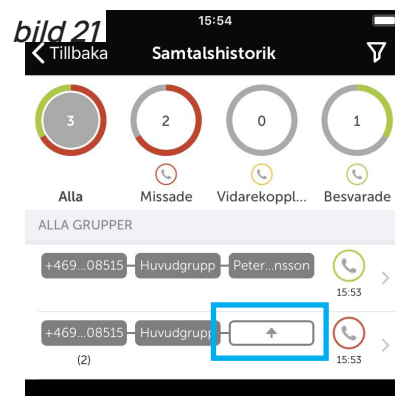 bild 21
15:54
Tillbaka Samtalshistorik
3 2 0 1
Alla Missade Vidarekoppl... Besvarade
ALLA GRUPPER
+469...08515 Huvudgrupp Peter...nsson
15:53
+469...08515 Huvudgrupp
(2) 15:53